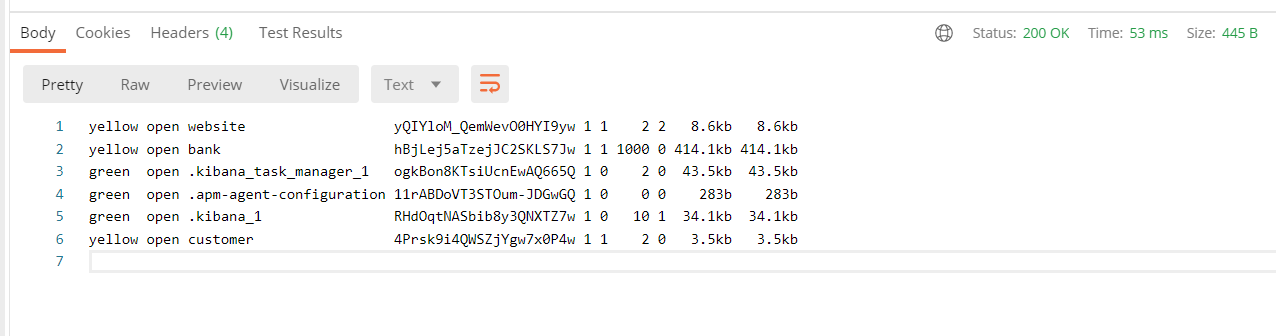 Body Cookies Headers (4) Test Results Status: 200 OK Time: 53 ms Size: 445 B
Pretty Raw Preview Visualize Text
1 yellow open website yQIYloM_QemWevO0HYI9yw 1 1 2 2 8.6kb 8.6kb
2 yellow open bank hBjLej5aTzejJC2SKLS7Jw 1 1 1000 0 414.1kb 414.1kb
3 green open .kibana_task_manager_1 ogkBon8KTsiUcnEwAQ665Q 1 0 2 0 43.5kb 43.5kb
4 green open .apm-agent-configuration 11rABDoVT3STOum-JDGwGQ 1 0 0 0 283b 283b
5 green open .kibana_1 RHdOqtNASbib8y3QNXTZ7w 1 0 10 1 34.1kb 34.1kb
6 yellow open customer 4Prsk9i4QWSZjYgw7x0P4w 1 1 2 0 3.5kb 3.5kb
7